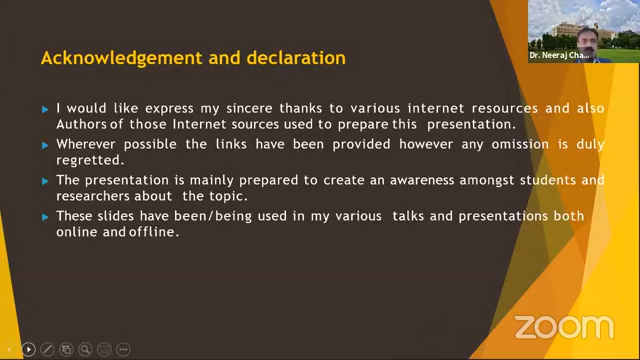 Dr. Neeraj Cha...
Acknowledgement and declaration
I would like express my sincere thanks to various internet resources and also
Authors of those Internet sources used to prepare this presentation.
Wherever possible the links have been provided however any omission is duly
regretted.
The presentation is mainly prepared to create an awareness amongst students and
researchers about the topic.
These slides have been/being used in my various talks and presentations both
online and offline.
zoom